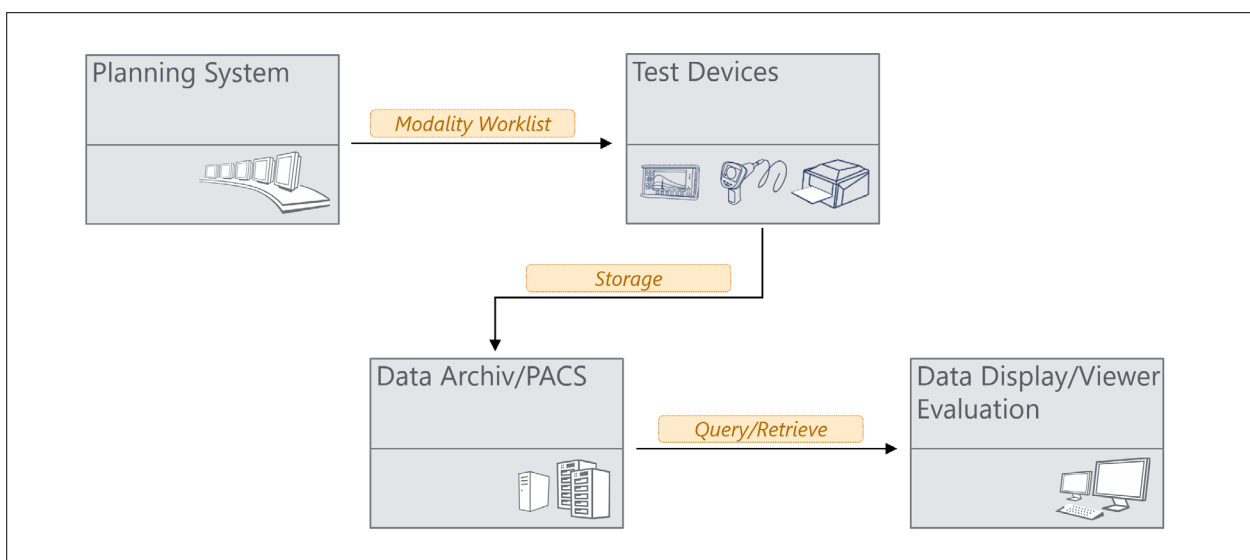 Planning System
Modality Worklist
Test Devices
Storage
Data Archiv/PACS
Query/Retrieve
Data Display/Viewer
Evaluation